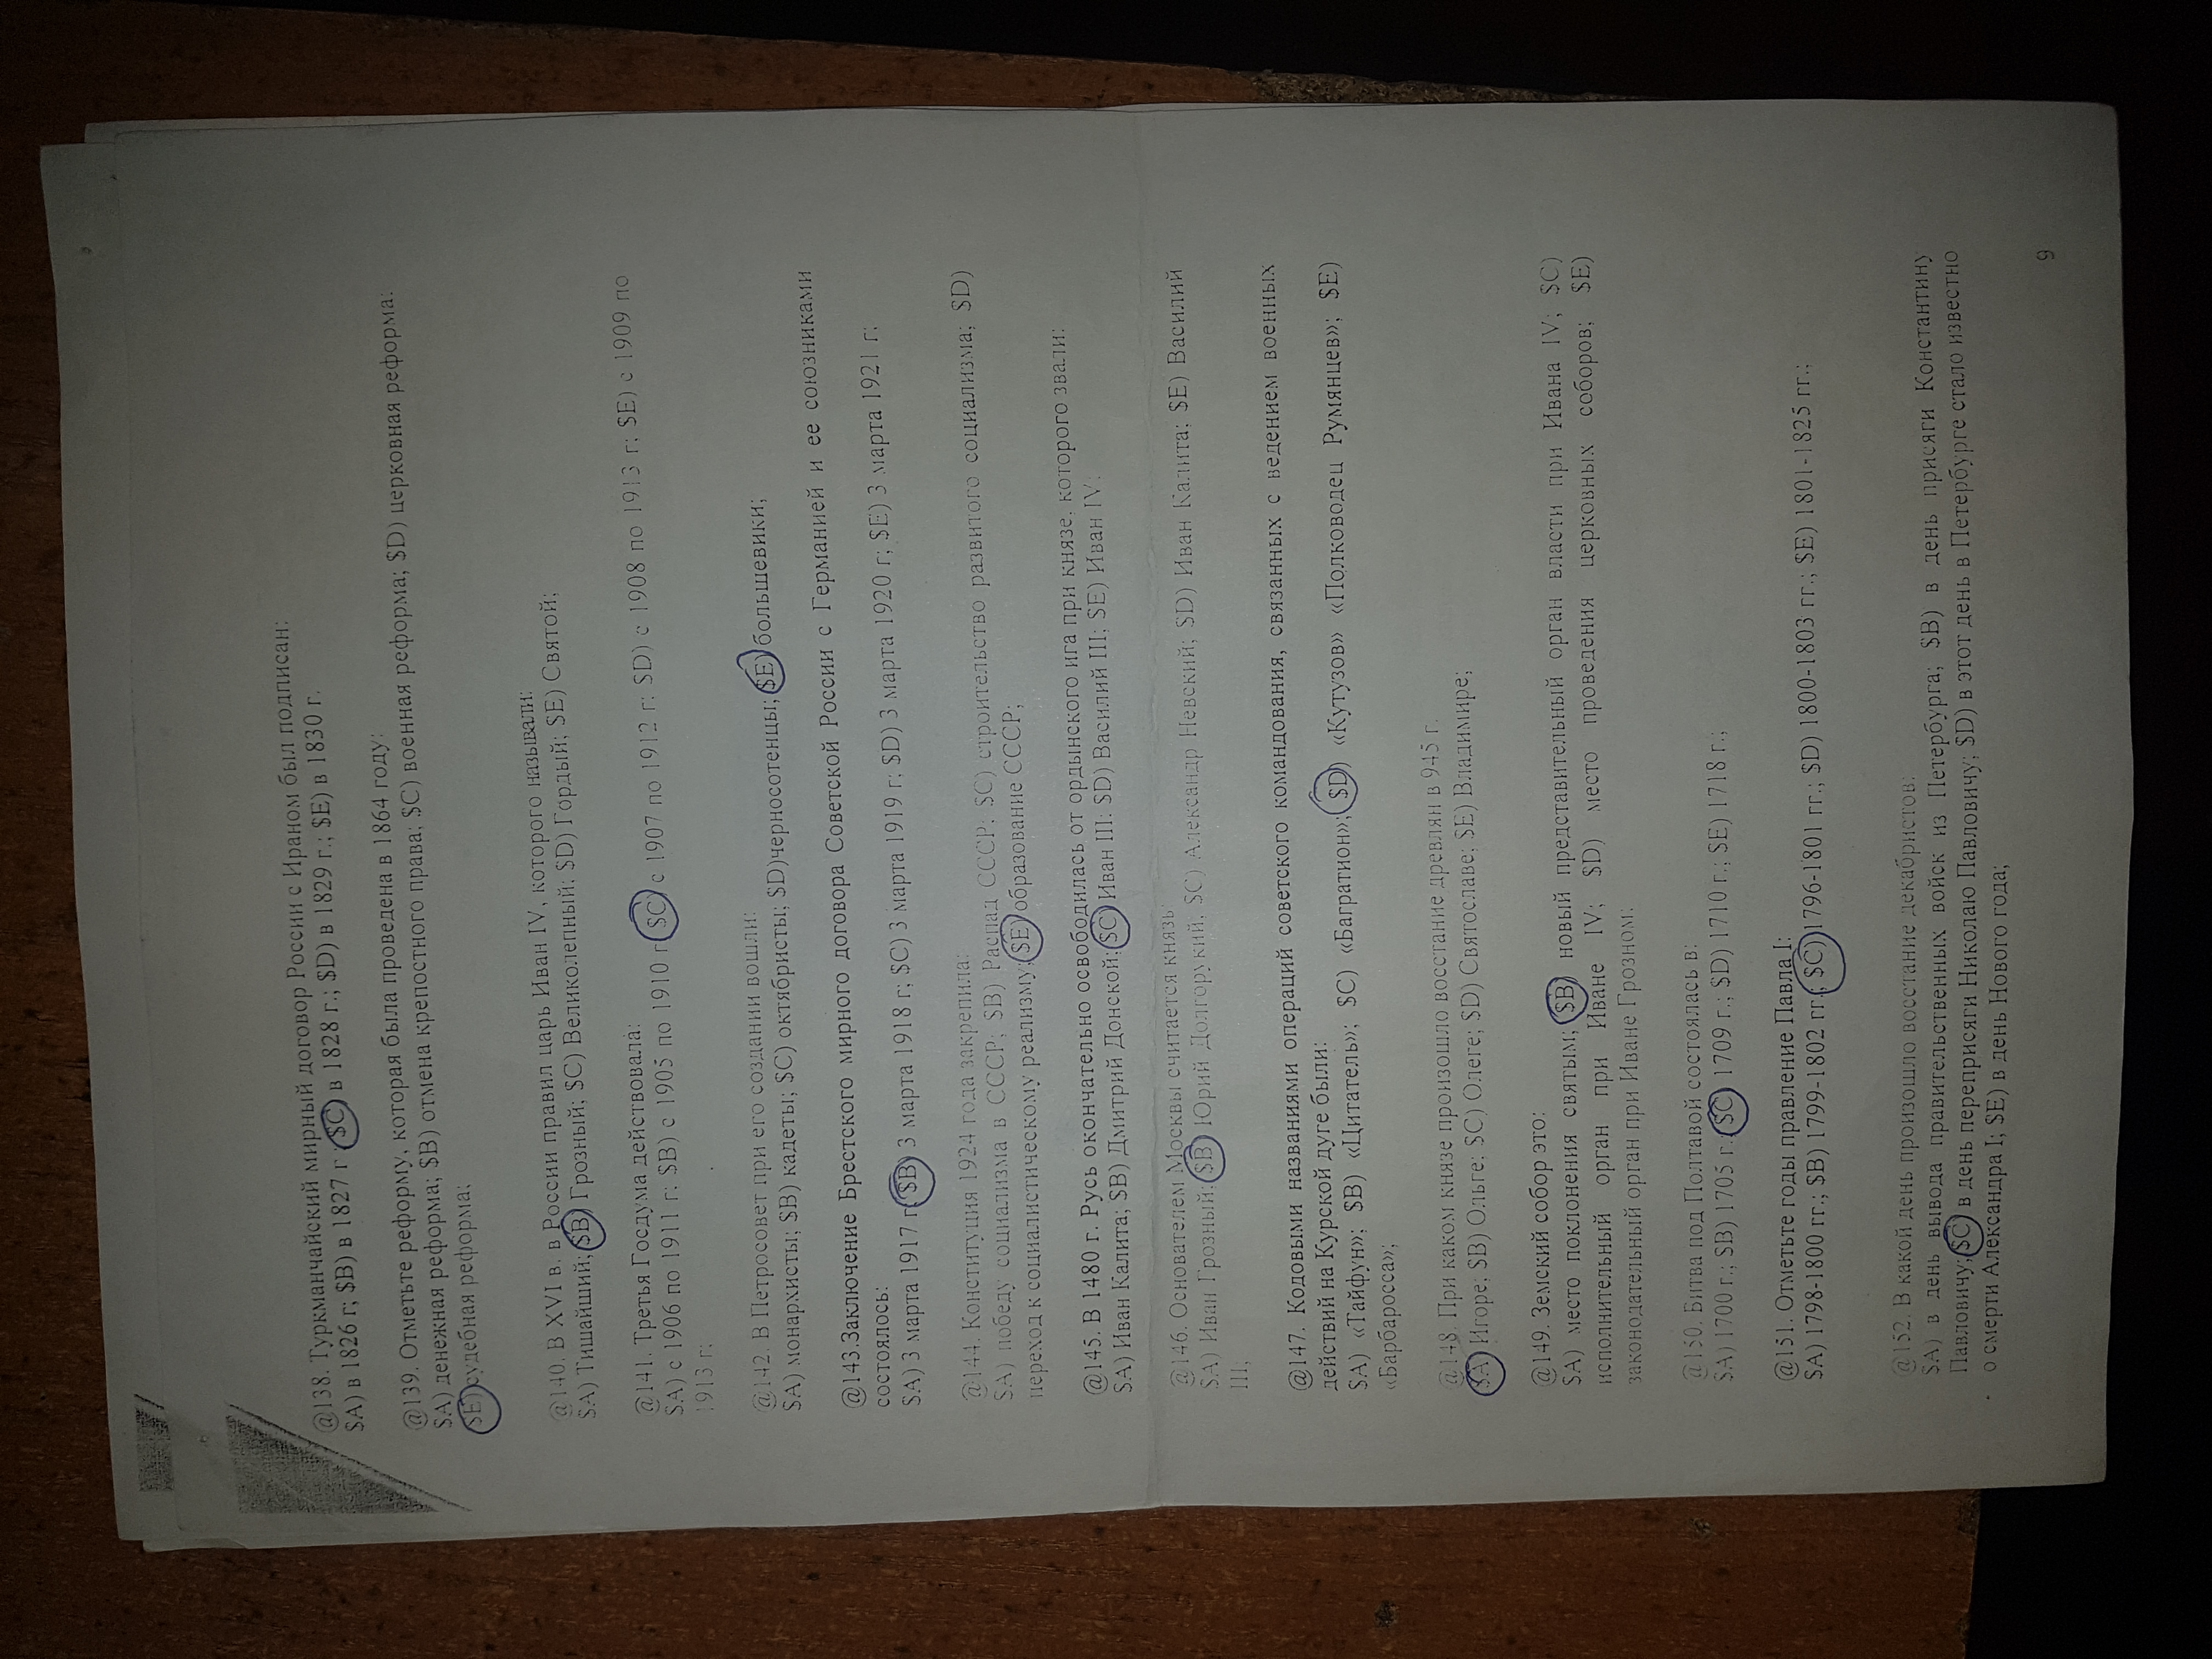 @138. Туркманчайский мирный договор России с Ираном был подписан:
$A) в 1826 г; $B) в 1827 г $C) в 1828 г.; $D) в 1829 г.; $E) в 1830 г.
@139. Отметьте реформу, которая была проведена в 1864 году:
$A) денежная реформа; $B) отмена крепостного права; $C) военная реформа; $D) церковная реформа:
$E) судебная реформа;
@140. В XVI в. в России правил царь Иван IV, которого называли:
$A) Тишайший; $B) Грозный; $C) Великолепный; $D) Гордый; $E) Святой;
@141. Третья Госдума действовала:
$A) с 1906 по 1911 г; $B) с 1905 по 1910 г $C) с 1907 по 1912 г; $D) с 1908 по 1913 г; $E) с 1909 по
1913 г;
@142. В Петросовет при его создании вошли:
$A) монархисты; $B) кадеты; $C) октябристы; $D)черносотенцы; $E) большевики;
@143.Заключение Брестского мирного договора Советской России с Германией и ее союзниками
состоялось:
$A) 3 марта 1917 г; $B) 3 марта 1918 г; $C) 3 марта 1919 г; $D) 3 марта 1920 г; $E) 3 марта 1921 г;
@144. Конституция 1924 года закрепила:
$A) победу социализма в СССР; $B) Распад СССР; $C) строительство развитого социализма; $D)
переход к социалистическому реализму; $E) образование СССР;
@145. В 1480 г. Русь окончательно освободилась от ордынского ига при князе, которого звали:
$A) Иван Калита; $B) Дмитрий Донской; $C) Иван III: $D) Василий III; $E) Иван IV;
@146. Основателем Москвы считается князь:
$A) Иван Грозный; $B) Юрий Долгорукий; $C) Александр Невский; $D) Иван Калита; $E) Василий
III;
@147. Кодовыми названиями операций советского командования, связанных с ведением военных
действий на Курской дуге были:
$A) «Тайфун»; $B) «Цитатель»; $C) «Багратион»; $D) «Кутузов» «Полководец Румянцев»; $E)
«Барбаросса»;
@148. При каком князе произошло восстание древлян в 945 г.
$A) Игоре; $B) Ольге; $C) Олеге; $D) Святославе; $E) Владимире;
@149. Земский собор это:
$A) место поклонения святым; $B) новый представительный орган власти при Ивана IV; $C)
исполнительный орган при Иване IV; $D) место проведения церковных соборов; $E)
законодательный орган при Иване Грозном;
@150. Битва под Полтавой состоялась в:
$A) 1700 г.; $B) 1705 г.; $C) 1709 г.; $D) 1710 г.; $E) 1718 г.;
@151. Отметьте годы правление Павла I:
$A) 1798-1800 гг.; $B) 1799-1802 гг.; $C) 1796-1801 гг.; $D) 1800-1803 гг.; $E) 1801-1825 гг.;
@152. В какой день произошло восстание декабристов:
$A) в день вывода правительственных войск из Петербурга; $B) в день присяги Константину
Павловичу; $C) в день переприсяги Николаю Павловичу; $D) в этот день в Петербурге стало известно
о смерти Александра I; $E) в день Нового года;
9